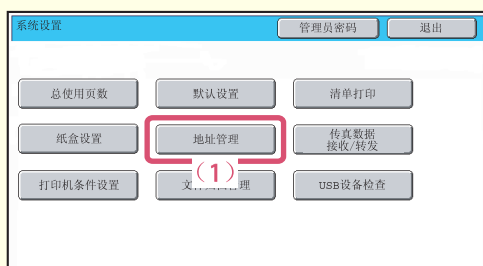 系统设置
管理员密码
退出
总使用页数
默认设置
清单打印
纸盒设置
地址管理
传真数据
接收/转发
打印机条件设置
(1)
管理
USB设备检查